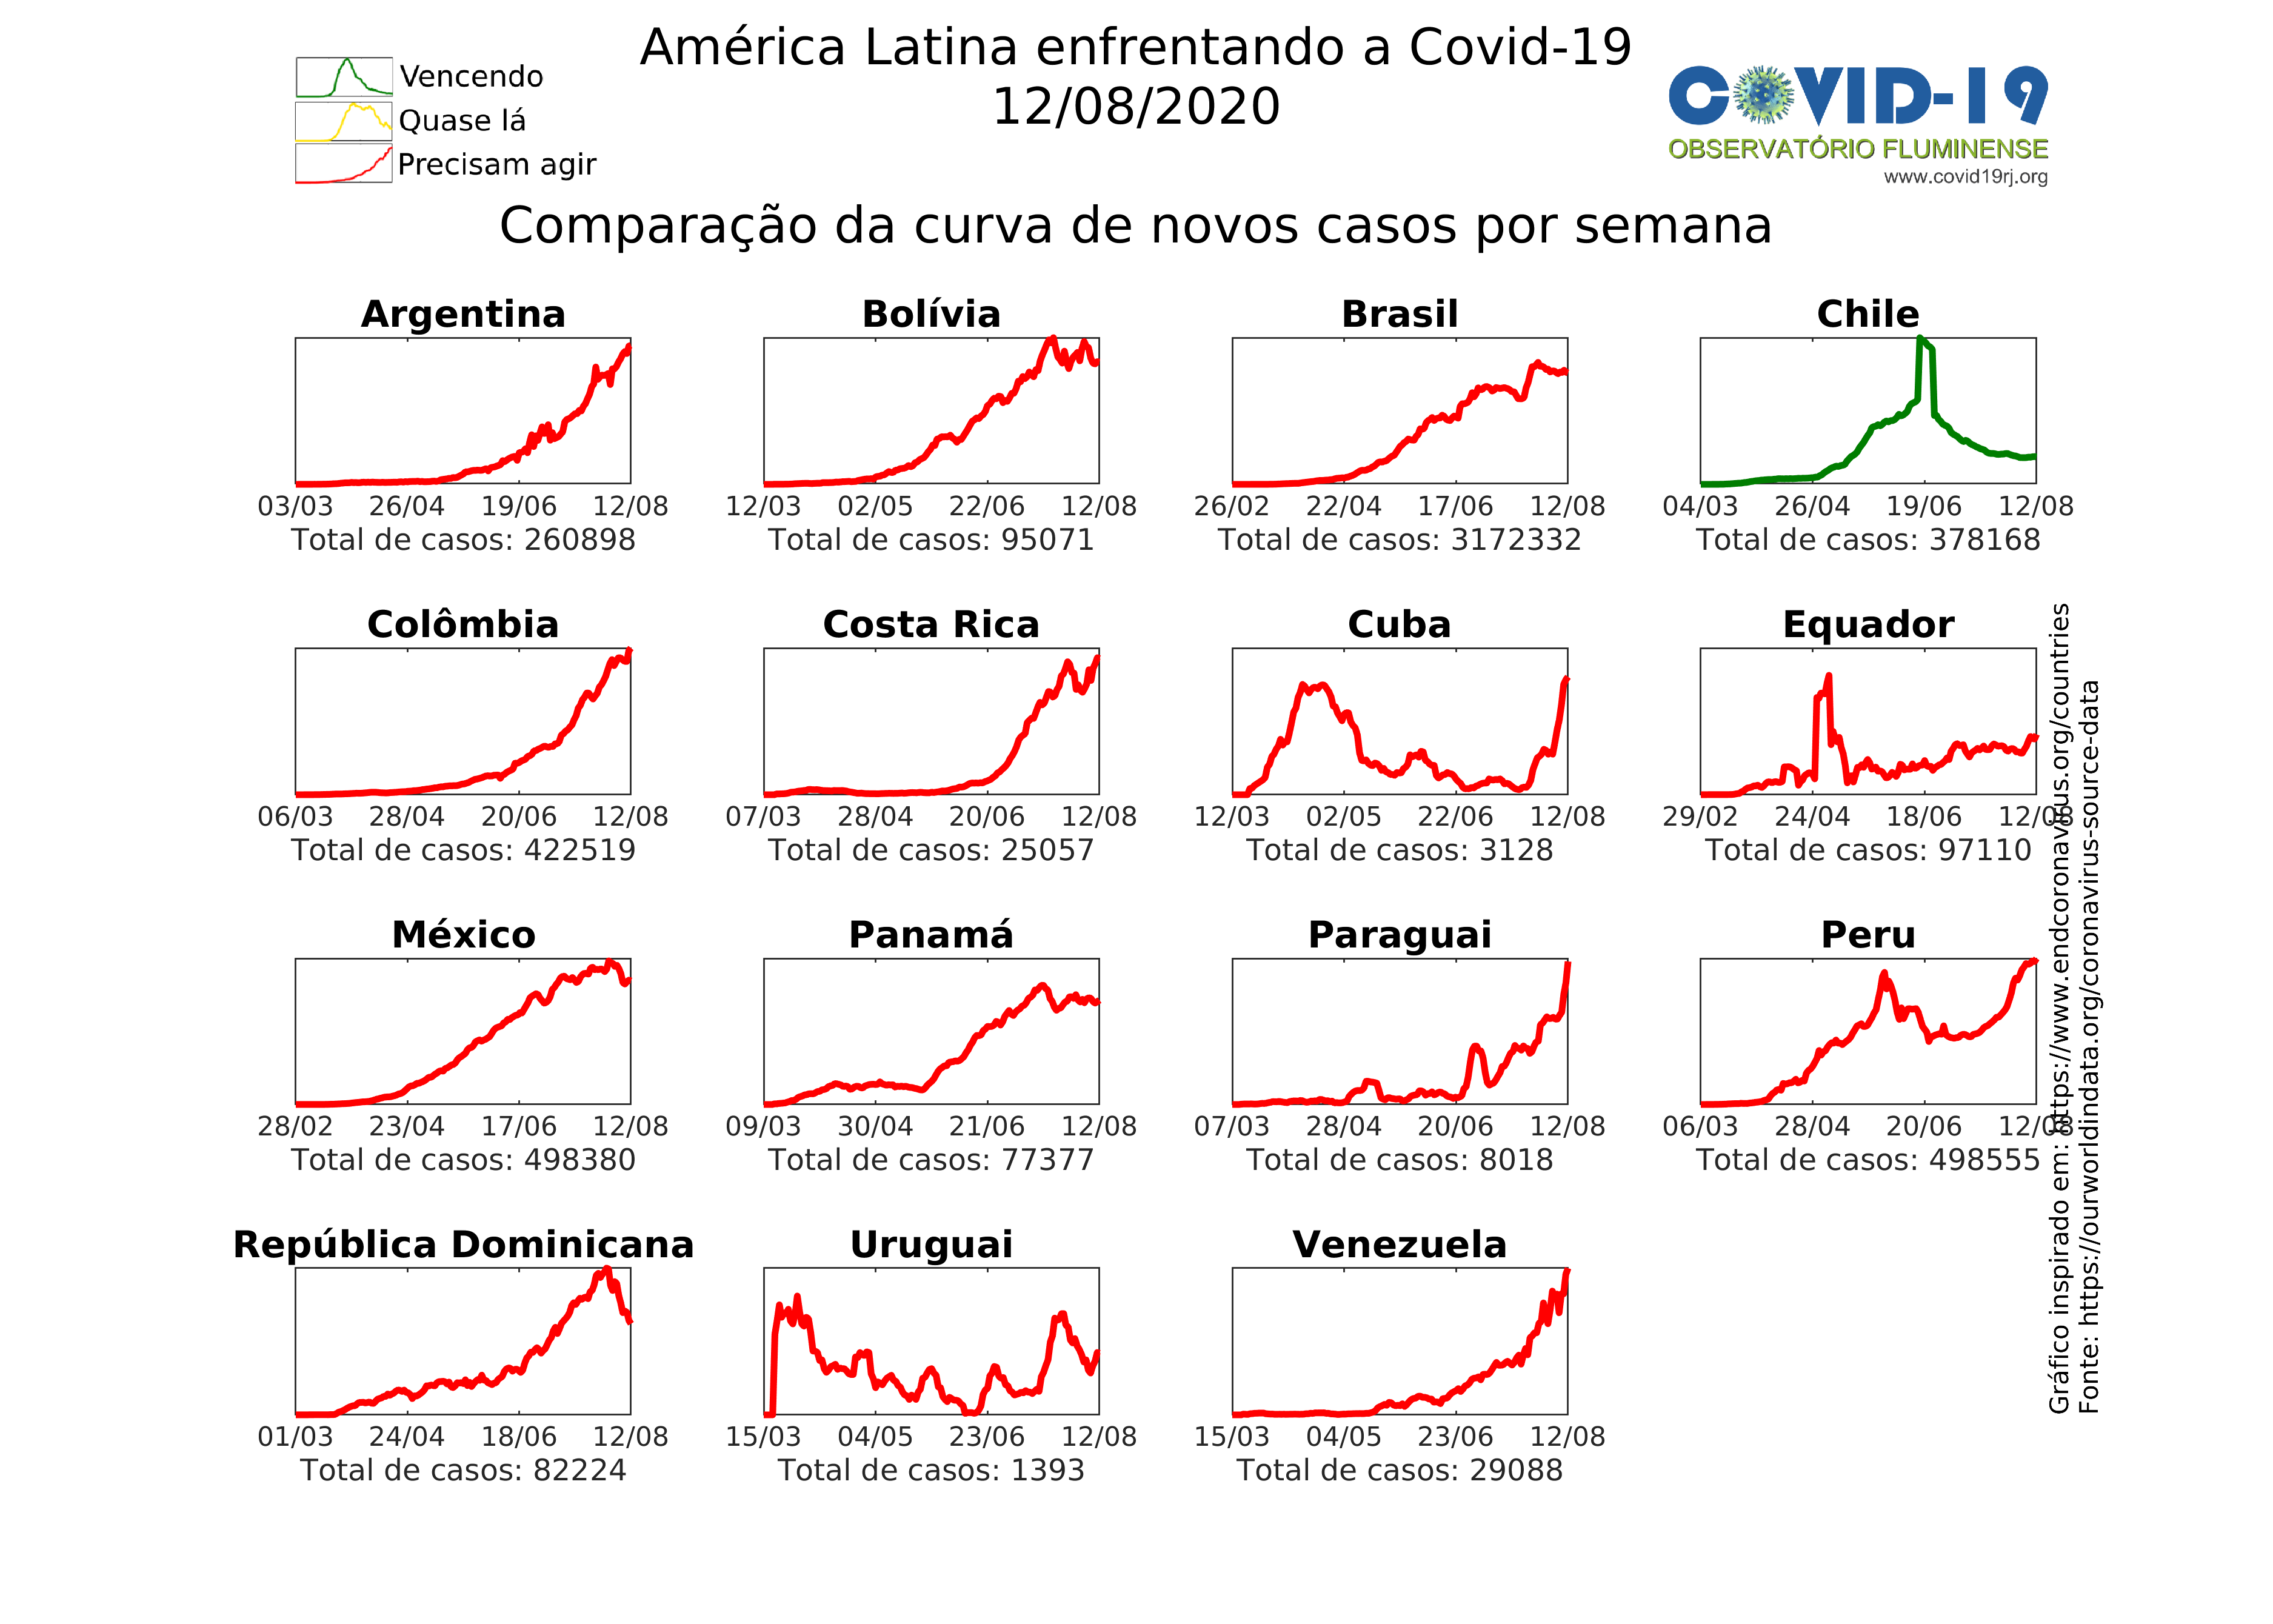 América Latina enfrentando a Covid-19
12/08/2020
Vencendo
Quase lá
Precisam agir
COVID-19
OBSERVATÓRIO FLUMINENSE
www.covid19rj.org
Comparação da curva de novos casos por semana
Argentina
03/03 26/04 19/06 12/08
Total de casos: 260898
Bolívia
12/03 02/05 22/06 12/08
Total de casos: 95071
Brasil
26/02 22/04 17/06 12/08
Total de casos: 3172332
Chile
04/03 26/04 19/06 12/08
Total de casos: 378168
Colômbia
06/03 28/04 20/06 12/08
Total de casos: 422519
Costa Rica
07/03 28/04 20/06 12/08
Total de casos: 25057
Cuba
12/03 02/05 22/06 12/08
Total de casos: 3128
Equador
29/02 24/04 18/06 12/08
Total de casos: 97110
México
28/02 23/04 17/06 12/08
Total de casos: 498380
Panamá
09/03 30/04 21/06 12/08
Total de casos: 77377
Paraguai
07/03 28/04 20/06 12/08
Total de casos: 8018
Peru
06/03 28/04 20/06 12/08
Total de casos: 498555
República Dominicana
01/03 24/04 18/06 12/08
Total de casos: 82224
Uruguai
15/03 04/05 23/06 12/08
Total de casos: 1393
Venezuela
15/03 04/05 23/06 12/08
Total de casos: 29088
Gráfico inspirado em: https://www.endcoronavirus.org/countries
Fonte: https://ourworldindata.org/coronavirus-source-data